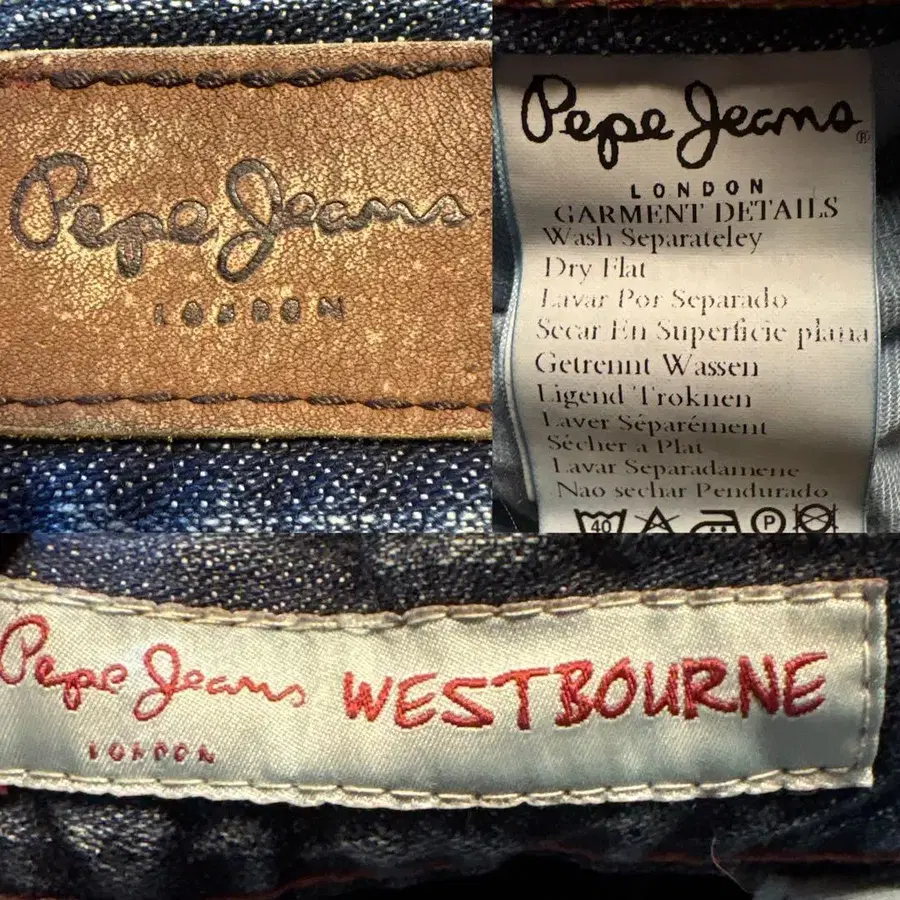 Pepe Jeans
LONDON
Pepe Jeans®
LONDON
GARMENT DETAILS
Wash Separateley
Dry Flat
Lavar Por Separado
Secar En Superficie plana
Getrennt Wassen
Ligend Troknen
Laver Séparément
Sécher a Plat
Lavar Separadamene
Nao sechar Pendurado
40
P
Pepe Jeans WESTBOURNE
LONDON